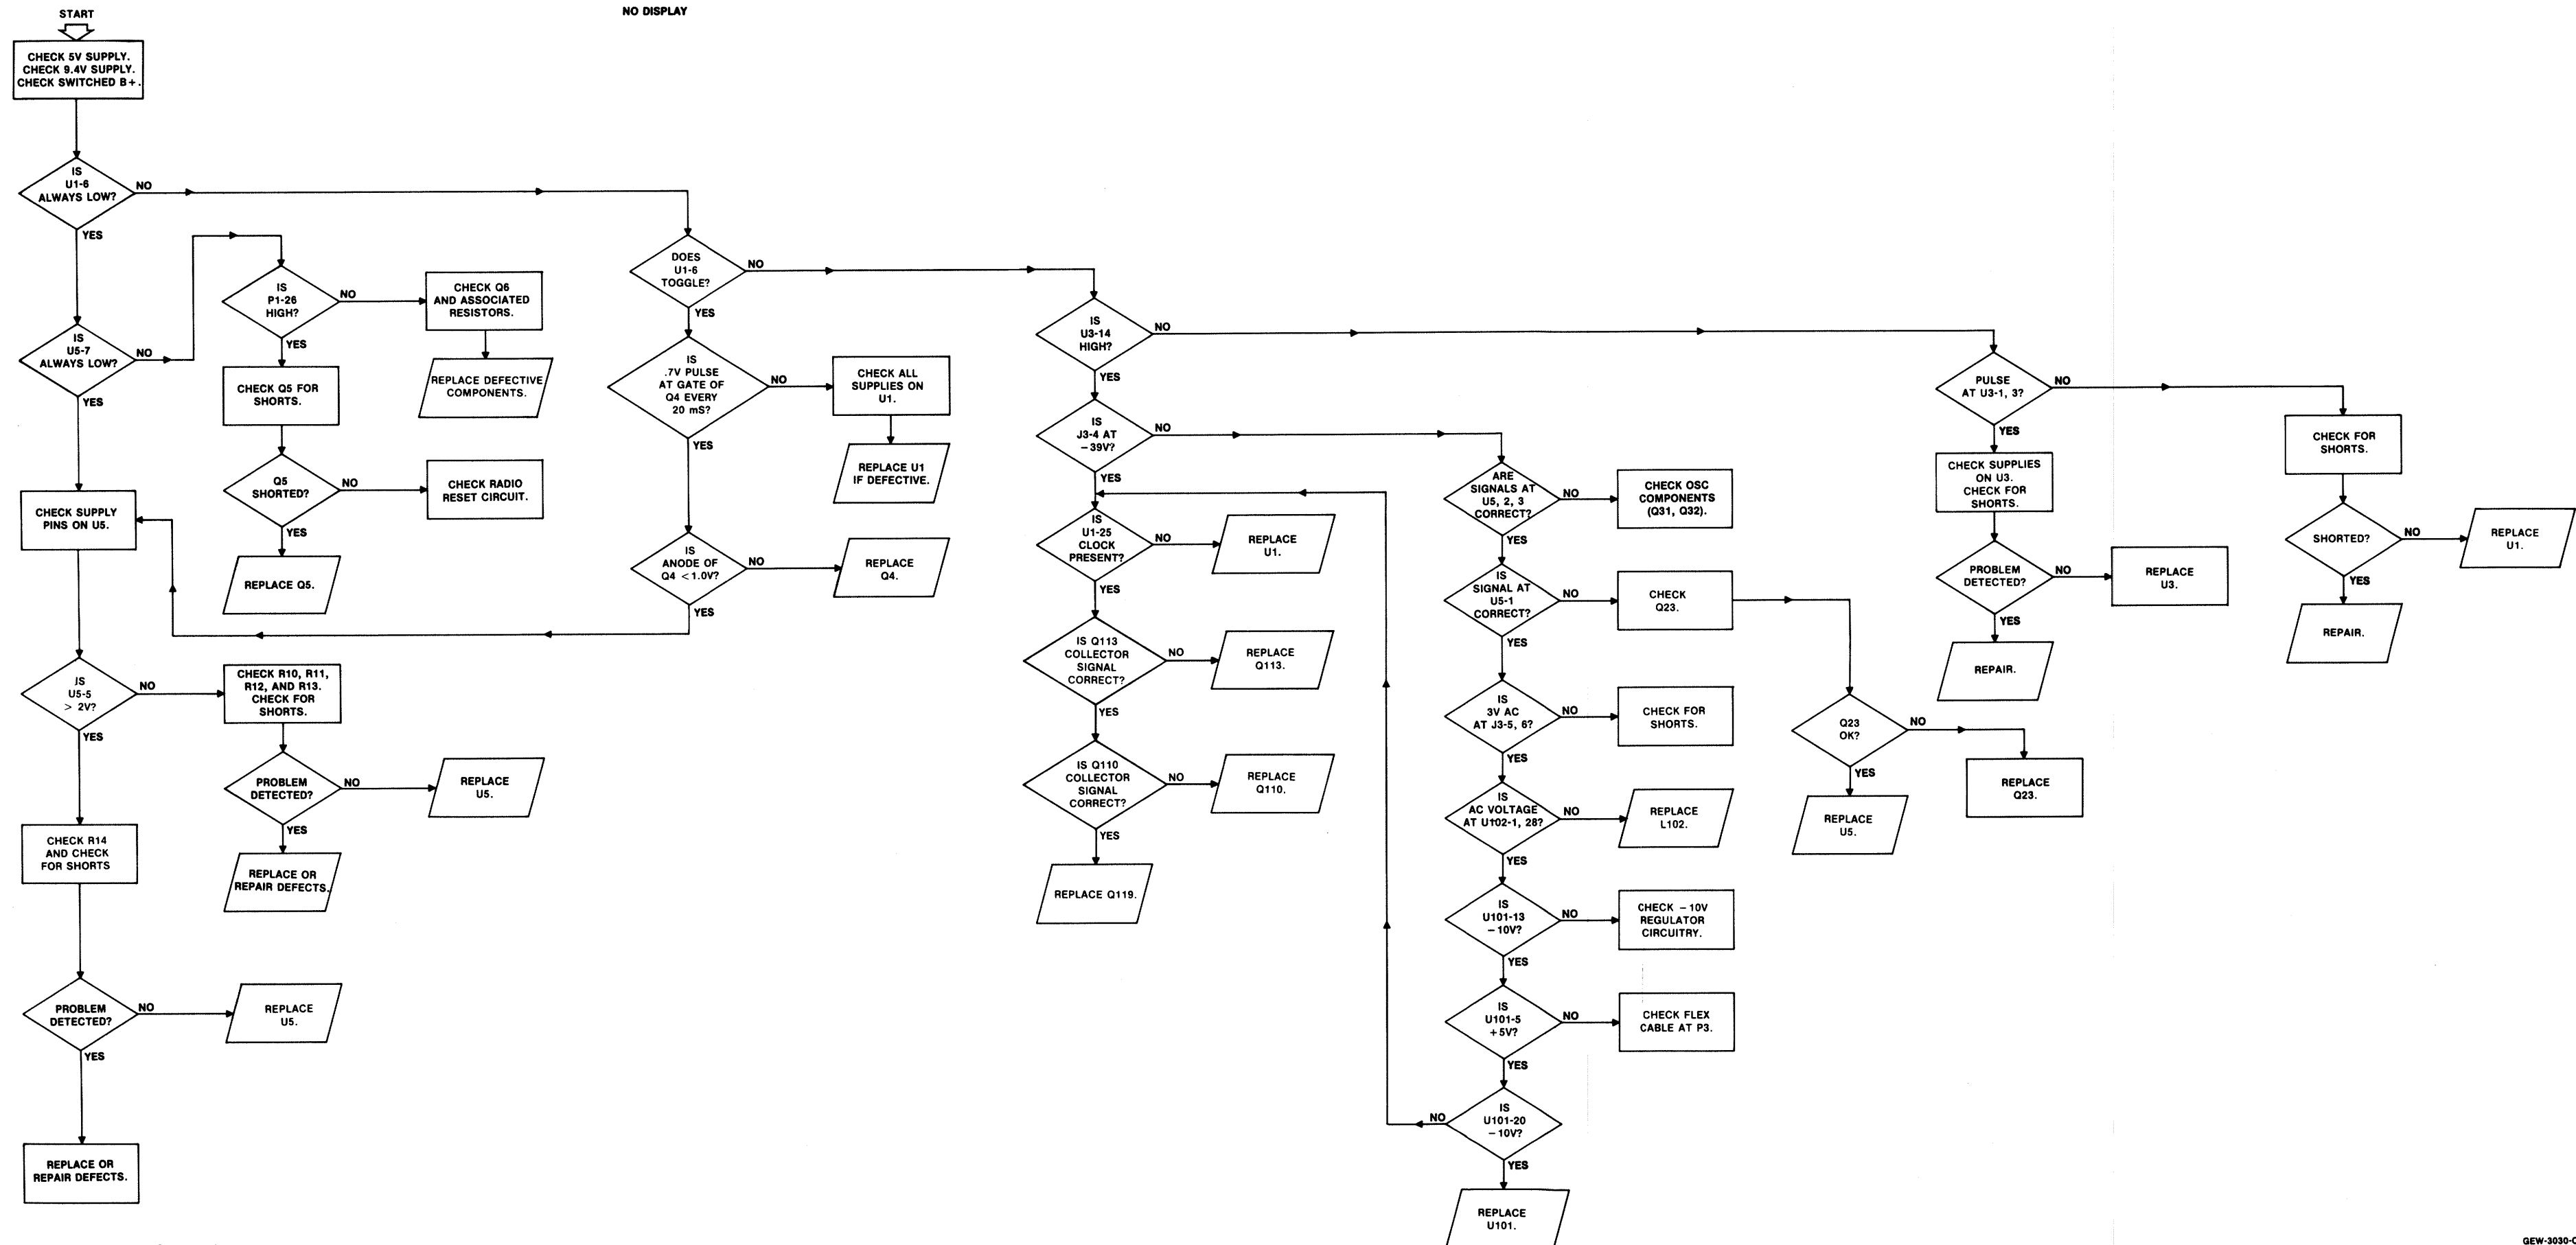 NO DISPLAY
START
CHECK 5V SUPPLY.
CHECK 9.4V SUPPLY.
CHECK SWITCHED B+.
IS
U1-6
ALWAYS LOW?
NO
YES
IS
U5-7
ALWAYS LOW?
NO
YES
IS
P1-26
HIGH?
NO
YES
CHECK Q6
AND ASSOCIATED
RESISTORS.
REPLACE DEFECTIVE
COMPONENTS.
CHECK Q5 FOR
SHORTS.
Q5
SHORTED?
NO
YES
CHECK RADIO
RESET CIRCUIT.
REPLACE Q5.
CHECK SUPPLY
PINS ON U5.
IS
U5-5
> 2V?
NO
YES
CHECK R10, R11,
R12, AND R13.
CHECK FOR
SHORTS.
PROBLEM
DETECTED?
NO
YES
REPLACE
U5.
REPLACE OR
REPAIR DEFECTS.
CHECK R14
AND CHECK
FOR SHORTS
PROBLEM
DETECTED?
NO
YES
REPLACE
U5.
REPLACE OR
REPAIR DEFECTS.
DOES
U1-6
TOGGLE?
NO
YES
IS
.7V PULSE
AT GATE OF
Q4 EVERY
20 mS?
NO
YES
CHECK ALL
SUPPLIES ON
U1.
REPLACE U1
IF DEFECTIVE.
IS
ANODE OF
Q4 <1.0V?
NO
YES
REPLACE
Q4.
IS
U3-14
HIGH?
NO
YES
IS
J3-4 AT
–39V?
NO
YES
IS
U1-25
CLOCK
PRESENT?
NO
YES
REPLACE
U1.
IS Q113
COLLECTOR
SIGNAL
CORRECT?
NO
YES
REPLACE
Q113.
IS Q110
COLLECTOR
SIGNAL
CORRECT?
NO
YES
REPLACE
Q110.
REPLACE Q119.
ARE
SIGNALS AT
U5, 2, 3
CORRECT?
NO
YES
CHECK OSC
COMPONENTS
(Q31, Q32).
IS
SIGNAL AT
U5-1
CORRECT?
NO
YES
CHECK
Q23.
IS
3V AC
AT J3-5, 6?
NO
YES
CHECK FOR
SHORTS.
IS
AC VOLTAGE
AT U102-1, 28?
NO
YES
REPLACE
L102.
IS
U101-13
–10V?
NO
YES
CHECK –10V
REGULATOR
CIRCUITRY.
IS
U101-5
+5V?
NO
YES
CHECK FLEX
CABLE AT P3.
IS
U101-20
–10V?
NO
YES
REPLACE
U101.
Q23
OK?
NO
YES
REPLACE
Q23.
REPLACE
U5.
PULSE
AT U3-1, 3?
NO
YES
CHECK SUPPLIES
ON U3.
CHECK FOR
SHORTS.
PROBLEM
DETECTED?
NO
YES
REPLACE
U3.
REPAIR.
CHECK FOR
SHORTS.
SHORTED?
NO
YES
REPLACE
U1.
REPAIR.